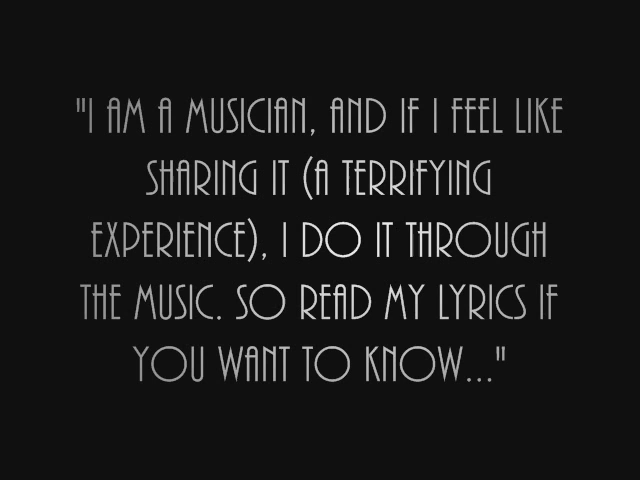 "I AM A MUSICIAN, AND IF I FEEL LIKE
SHARING IT (A TERRIFYING
EXPERIENCE), I DO IT THROUGH
THE MUSIC. SO READ MY LYRICS IF
YOU WANT TO KNOW..."